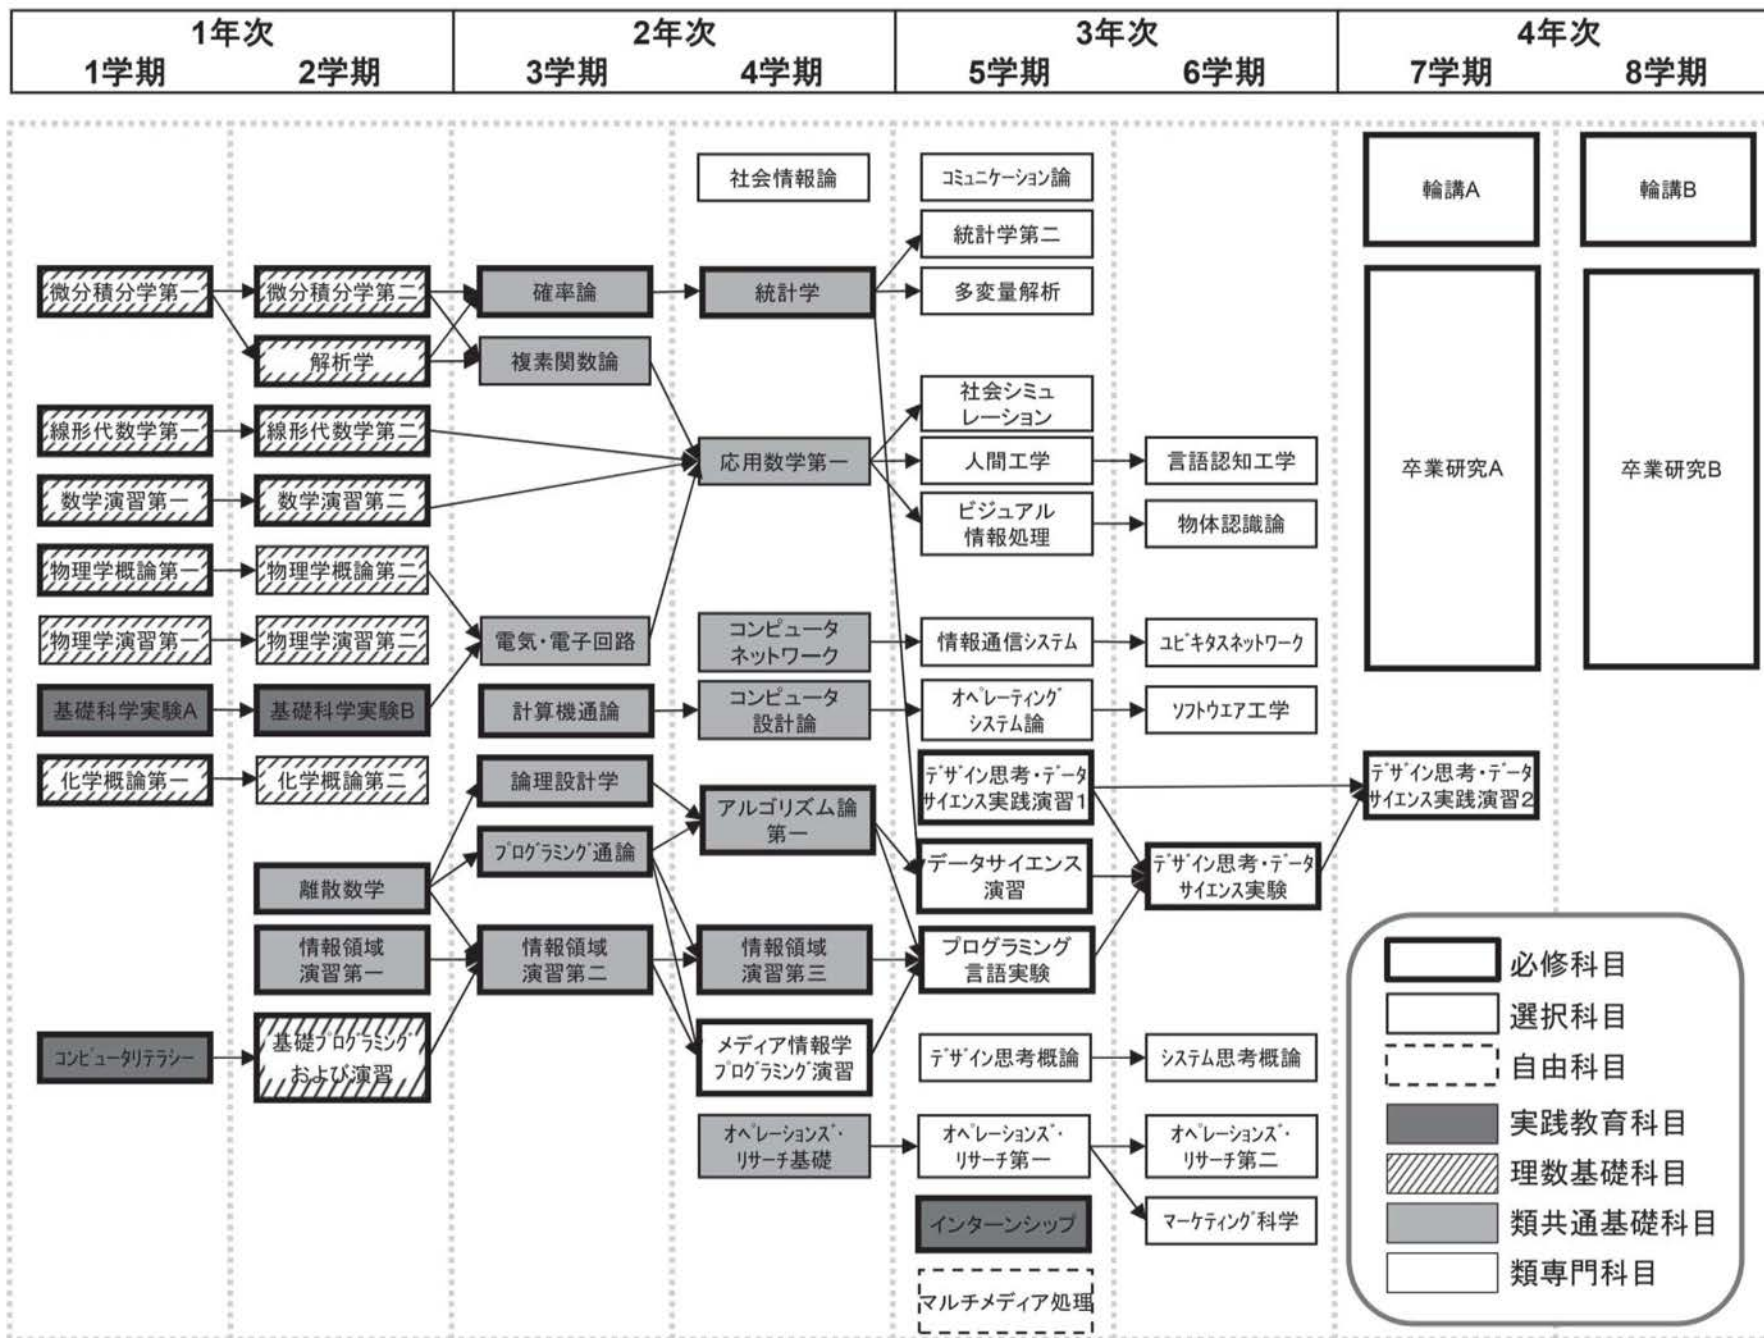 1年次
2年次
3年次
4年次
1学期
2学期
3学期
4学期
5学期
6学期
7学期
8学期
社会情報論
コミュニケーション論
輪講A
輪講B
統計学第二
微分積分学第一
微分積分学第二
確率論
統計学
多変量解析
解析学
複素関数論
社会シミュ
レーション
線形代数学第一
線形代数学第二
応用数学第一
人間工学
言語認知工学
卒業研究A
卒業研究B
数学演習第一
数学演習第二
ビジュアル
情報処理
物体認識論
物理学概論第一
物理学概論第二
物理学演習第一
物理学演習第二
電気・電子回路
コンピュータ
ネットワーク
情報通信システム
ユビキタスネットワーク
基礎科学実験A
基礎科学実験B
計算機通論
コンピュータ
設計論
オペレーティング
システム論
ソフトウエア工学
化学概論第一
化学概論第二
論理設計学
アルゴリズム論
第一
デザイン思考・データ
サイエンス実践演習1
デザイン思考・データ
サイエンス実践演習2
プログラミング通論
離散数学
データサイエンス
演習
デザイン思考・データ
サイエンス実験
情報領域
演習第一
情報領域
演習第二
情報領域
演習第三
プログラミング
言語実験
コンピュータリテラシー
基礎プログラミング
および演習
メディア情報学
プログラミング演習
デザイン思考概論
システム思考概論
オペレーションズ・
リサーチ基礎
オペレーションズ・
リサーチ第一
オペレーションズ・
リサーチ第二
インターンシップ
マーケティング科学
マルチメディア処理
必修科目
選択科目
自由科目
実践教育科目
理数基礎科目
類共通基礎科目
類専門科目